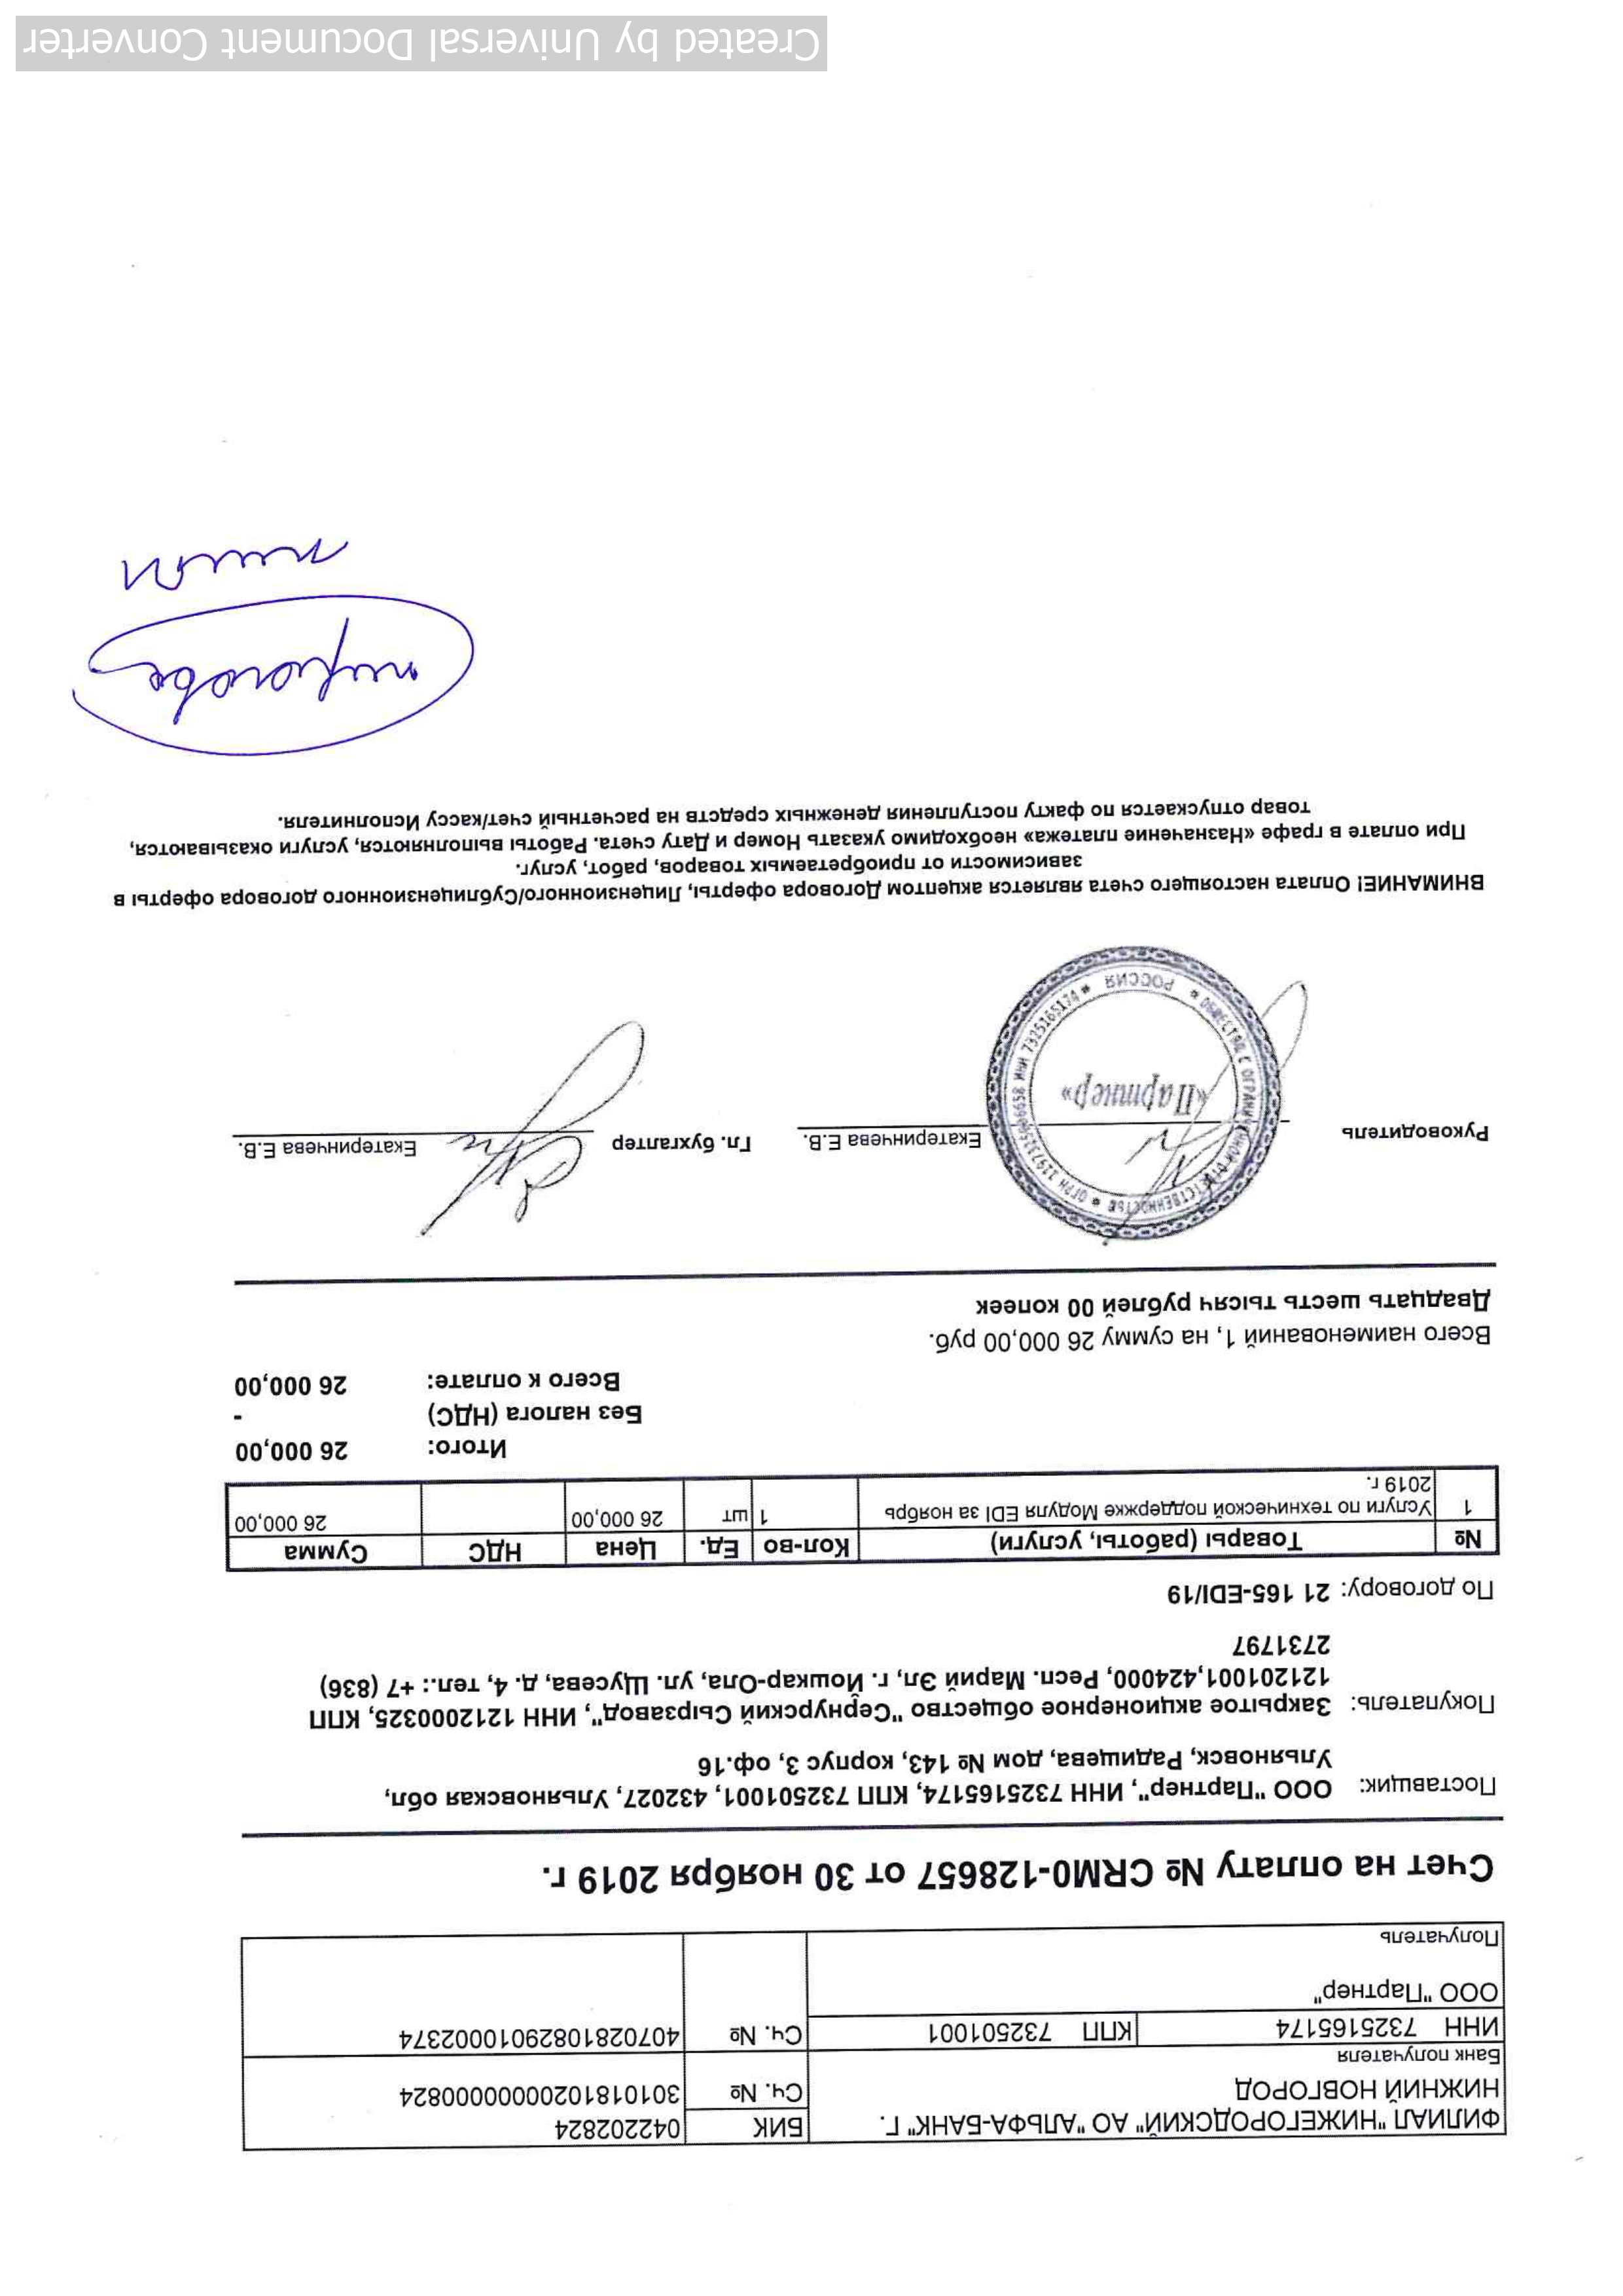 ФИЛИАЛ "НИЖЕГОРОДСКИЙ" АО "АЛЬФА-БАНК" Г. БИК 042202824
НИЖНИЙ НОВГОРОД Сч. № 30101810200000000824
Банк получателя
ИНН 7325165174 КПП 732501001 Сч. № 40702810829010002374
ООО "Партнер"
Получатель
Счет на оплату № CRM0-128657 от 30 ноября 2019 г.
Поставщик: ООО "Партнер", ИНН 7325165174, КПП 732501001, 432027, Ульяновская обл,
Ульяновск, Радищева, дом № 143, корпус 3, оф.16
Покупатель: Закрытое акционерное общество "Сернурский Сырзавод", ИНН 1212000325, КПП
121201001,424000, Респ. Марий Эл, г. Йошкар-Ола, ул. Щусева, д. 4, тел.: +7 (836)
2731797
По договору: 21 165-EDI/19
№ Товары (работы, услуги) Кол-во Ед. Цена НДС Сумма
1 Услуги по технической поддержке Модуля EDI за ноябрь 1 шт 26 000,00 26 000,00
2019 г.
Итого: 26 000,00
Без налога (НДС) -
Всего к оплате: 26 000,00
Всего наименований 1, на сумму 26 000,00 руб.
Двадцать шесть тысяч рублей 00 копеек
Руководитель Екатеринчева Е.В. Гл. бухгалтер Екатеринчева Е.В.
ОБЩЕСТВО С ОГРАНИЧЕННОЙ ОТВЕТСТВЕННОСТЬЮ
ИНН 7325165174 * РОССИЯ *
«Партнер»
ВНИМАНИЕ! Оплата настоящего счета является акцептом Договора оферты, Лицензионного/Сублицензионного договора оферты в
зависимости от приобретаемых товаров, работ, услуг.
При оплате в графе «Назначение платежа» необходимо указать Номер и Дату счета. Работы выполняются, услуги оказываются,
товар отпускается по факту поступления денежных средств на расчетный счет/кассу Исполнителя.
Created by Universal Document Converter